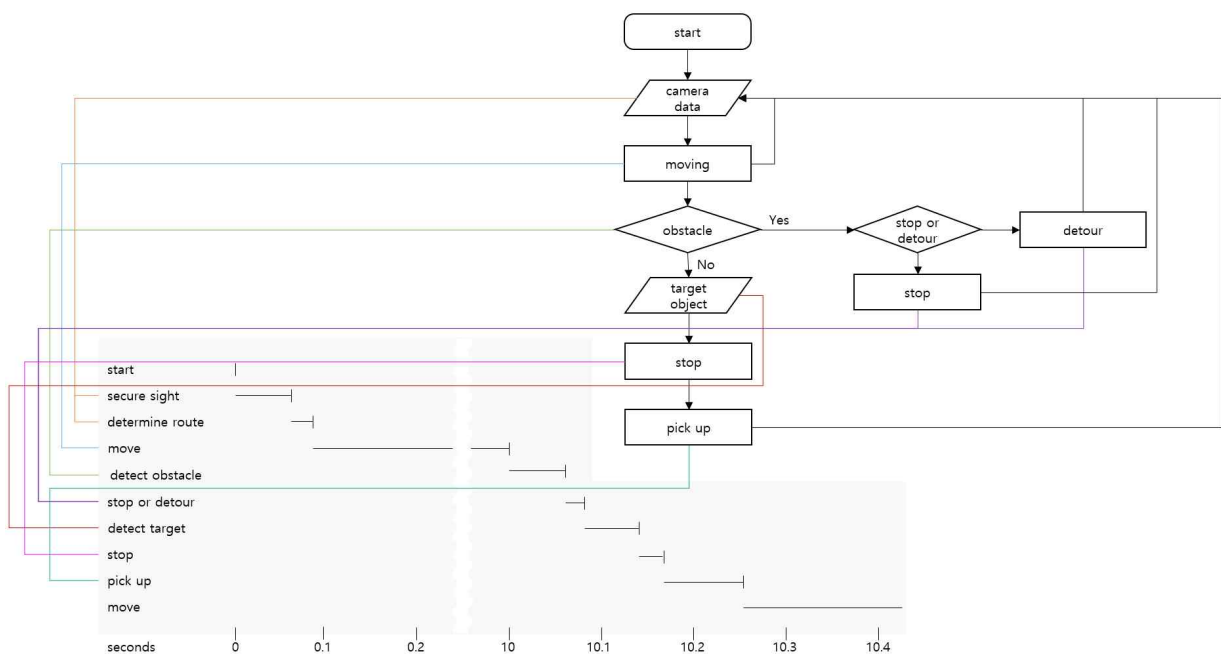 start
camera
data
moving
obstacle
Yes
stop or
detour
detour
No
target
object
stop
stop
pick up
start
secure sight
determine route
move
detect obstacle
stop or detour
detect target
stop
pick up
move
seconds 0 0.1 0.2 10 10.1 10.2 10.3 10.4